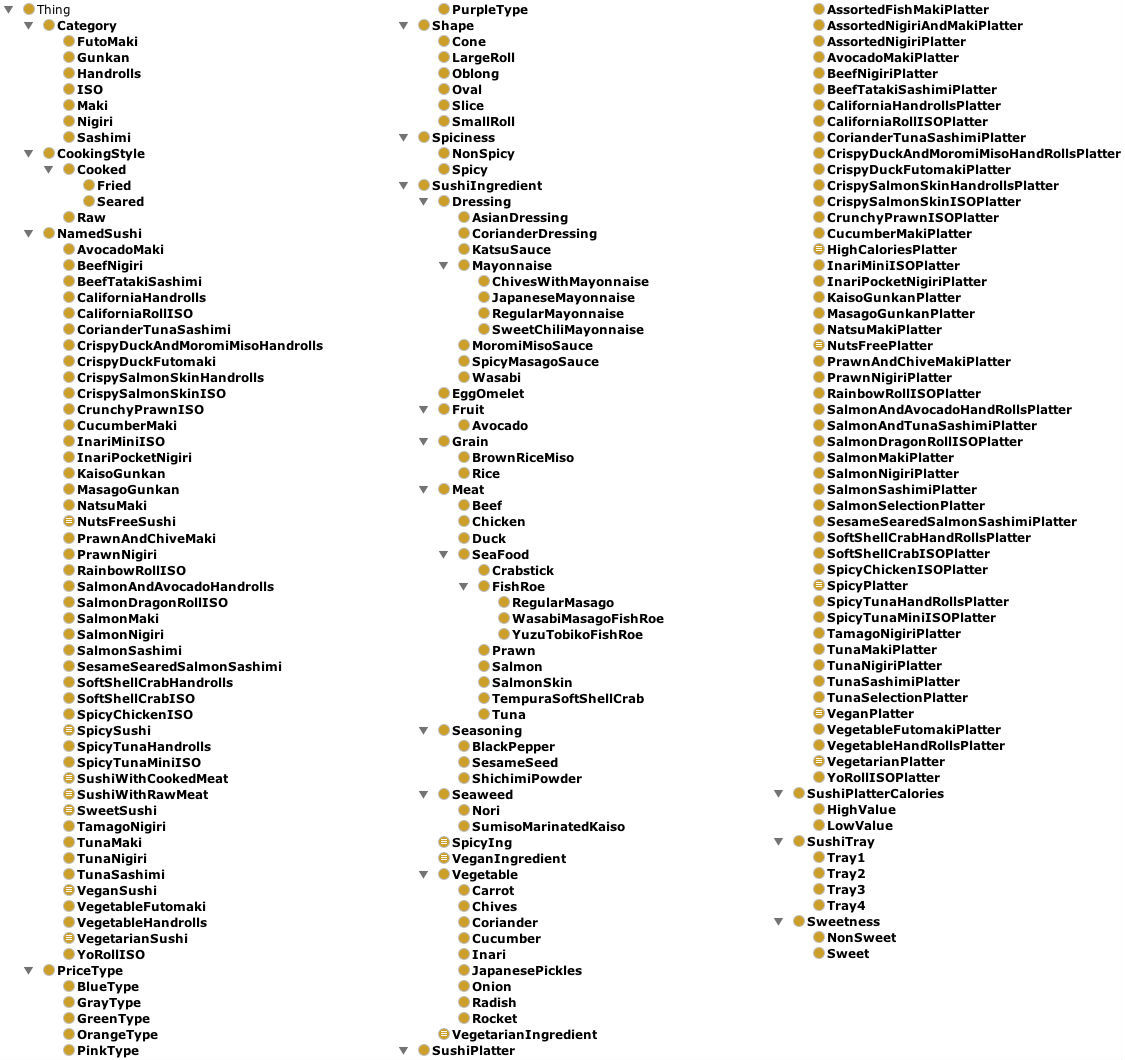 Thing
Category
FutoMaki
Gunkan
Handrolls
ISO
Maki
Nigiri
Sashimi
CookingStyle
Cooked
Fried
Seared
Raw
NamedSushi
AvocadoMaki
BeefNigiri
BeefTatakiSashimi
CaliforniaHandrolls
CaliforniaRollISO
CorianderTunaSashimi
CrispyDuckAndMoromiMisoHandrolls
CrispyDuckFutomaki
CrispySalmonSkinHandrolls
CrispySalmonSkinISO
CrunchyPrawnISO
CucumberMaki
InariMiniISO
InariPocketNigiri
KaisoGunkan
MasagoGunkan
NatsuMaki
NutsFreeSushi
PrawnAndChiveMaki
PrawnNigiri
RainbowRollISO
SalmonAndAvocadoHandrolls
SalmonDragonRollISO
SalmonMaki
SalmonNigiri
SalmonSashimi
SesameSearedSalmonSashimi
SoftShellCrabHandrolls
SoftShellCrabISO
SpicyChickenISO
SpicySushi
SpicyTunaHandrolls
SpicyTunaMiniISO
SushiWithCookedMeat
SushiWithRawMeat
SweetSushi
TamagoNigiri
TunaMaki
TunaNigiri
TunaSashimi
VeganSushi
VegetableFutomaki
VegetableHandrolls
VegetarianSushi
YoRollISO
PriceType
BlueType
GrayType
GreenType
OrangeType
PinkType
PurpleType
Shape
Cone
LargeRoll
Oblong
Oval
Slice
SmallRoll
Spiciness
NonSpicy
Spicy
SushiIngredient
Dressing
AsianDressing
CorianderDressing
KatsuSauce
Mayonnaise
ChivesWithMayonnaise
JapaneseMayonnaise
RegularMayonnaise
SweetChiliMayonnaise
MoromiMisoSauce
SpicyMasagoSauce
Wasabi
EggOmelet
Fruit
Avocado
Grain
BrownRiceMiso
Rice
Meat
Beef
Chicken
Duck
SeaFood
Crabstick
FishRoe
RegularMasago
WasabiMasagoFishRoe
YuzuTobikoFishRoe
Prawn
Salmon
SalmonSkin
TempuraSoftShellCrab
Tuna
Seasoning
BlackPepper
SesameSeed
ShichimiPowder
Seaweed
Nori
SumisoMarinatedKaiso
SpicyIng
VeganIngredient
Vegetable
Carrot
Chives
Coriander
Cucumber
Inari
JapanesePickles
Onion
Radish
Rocket
VegetarianIngredient
SushiPlatter
AssortedFishMakiPlatter
AssortedNigiriAndMakiPlatter
AssortedNigiriPlatter
AvocadoMakiPlatter
BeefNigiriPlatter
BeefTatakiSashimiPlatter
CaliforniaHandrollsPlatter
CaliforniaRollISOPlatter
CorianderTunaSashimiPlatter
CrispyDuckAndMoromiMisoHandRollsPlatter
CrispyDuckFutomakiPlatter
CrispySalmonSkinHandrollsPlatter
CrispySalmonSkinISOPlatter
CrunchyPrawnISOPlatter
CucumberMakiPlatter
HighCaloriesPlatter
InariMiniISOPlatter
InariPocketNigiriPlatter
KaisoGunkanPlatter
MasagoGunkanPlatter
NatsuMakiPlatter
NutsFreePlatter
PrawnAndChiveMakiPlatter
PrawnNigiriPlatter
RainbowRollISOPlatter
SalmonAndAvocadoHandRollsPlatter
SalmonAndTunaSashimiPlatter
SalmonDragonRollISOPlatter
SalmonMakiPlatter
SalmonNigiriPlatter
SalmonSashimiPlatter
SalmonSelectionPlatter
SesameSearedSalmonSashimiPlatter
SoftShellCrabHandRollsPlatter
SoftShellCrabISOPlatter
SpicyChickenISOPlatter
SpicyPlatter
SpicyTunaHandRollsPlatter
SpicyTunaMiniISOPlatter
TamagoNigiriPlatter
TunaMakiPlatter
TunaNigiriPlatter
TunaSashimiPlatter
TunaSelectionPlatter
VeganPlatter
VegetableFutomakiPlatter
VegetableHandRollsPlatter
VegetarianPlatter
YoRollISOPlatter
SushiPlatterCalories
HighValue
LowValue
SushiTray
Tray1
Tray2
Tray3
Tray4
Sweetness
NonSweet
Sweet